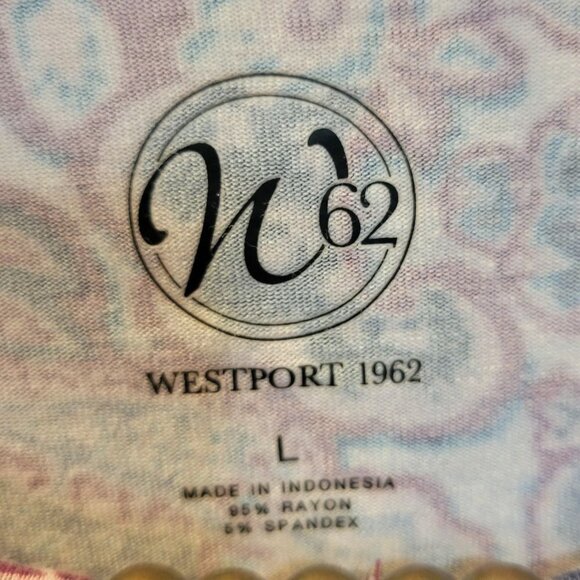 W62
WESTPORT 1962
L
MADE IN INDONESIA
95% RAYON
5% SPANDEX